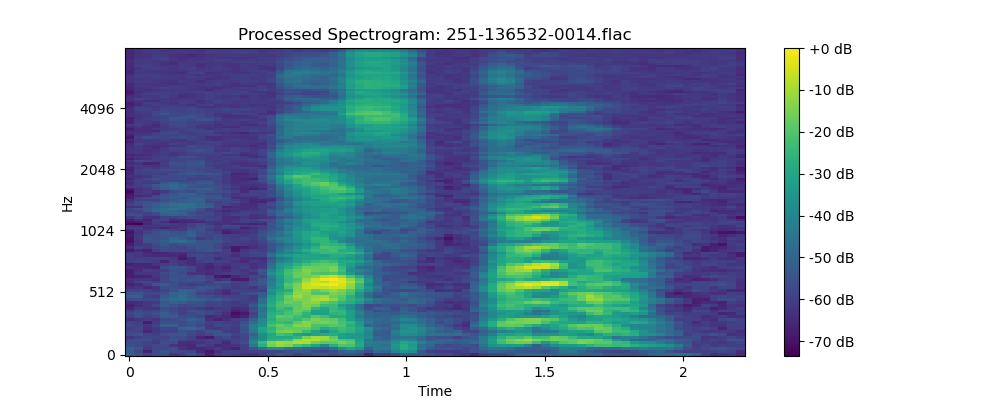 Processed Spectrogram: 251-136532-0014.flac
Hz
4096
2048
1024
512
0
0
0.5
1
1.5
2
Time
+0 dB
-10 dB
-20 dB
-30 dB
-40 dB
-50 dB
-60 dB
-70 dB